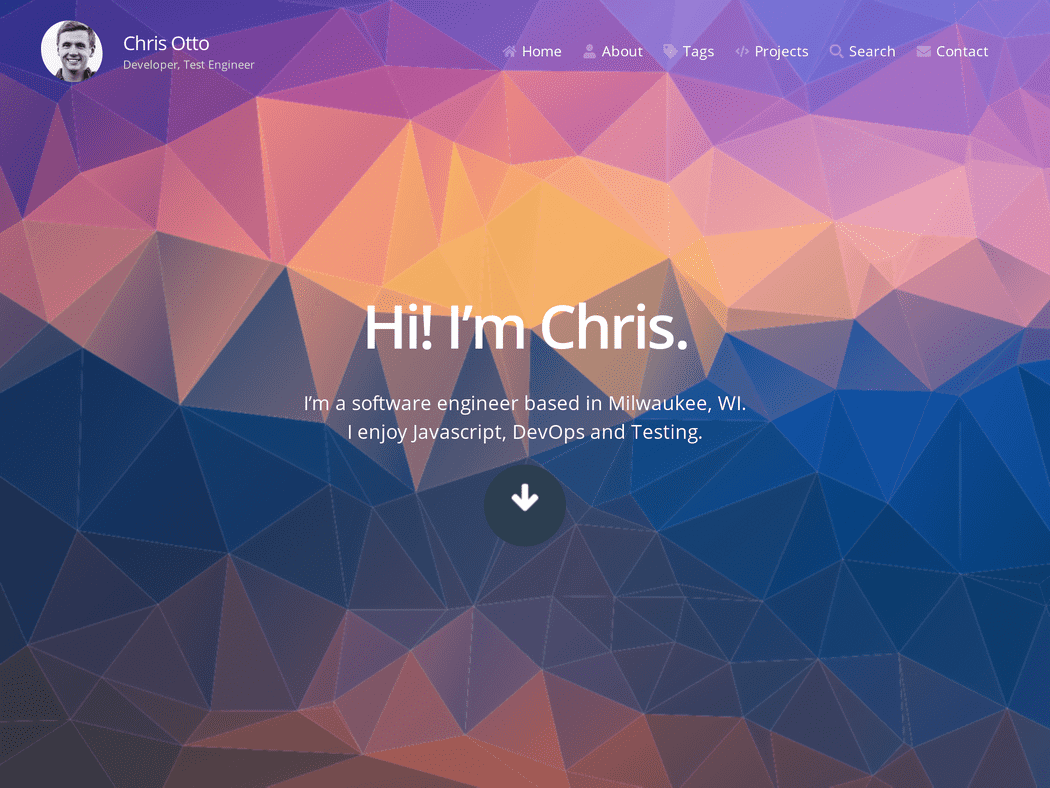 Chris Otto
Developer, Test Engineer
Home About Tags Projects Search Contact
Hi! I’m Chris.
I’m a software engineer based in Milwaukee, WI.
I enjoy Javascript, DevOps and Testing.